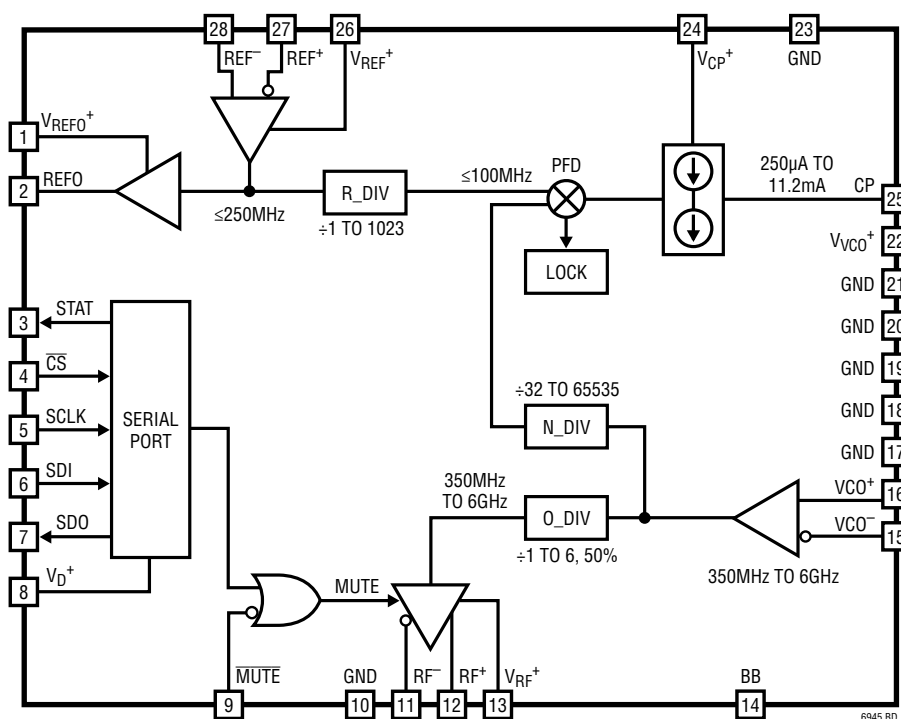 28
27
26
24
23
REF⁻
REF⁺
V_REF⁺
V_CP⁺
GND
1
V_REFO⁺
2
REFO
≤250MHz
R_DIV
÷1 TO 1023
≤100MHz
PFD
LOCK
250µA TO
11.2mA
CP
25
V_VCO⁺
22
GND
21
GND
20
GND
19
GND
18
GND
17
3
STAT
4
C̅S̅
5
SCLK
6
SDI
7
SDO
8
V_D⁺
SERIAL
PORT
÷32 TO 65535
N_DIV
350MHz
TO 6GHz
O_DIV
÷1 TO 6, 50%
VCO⁺
16
VCO⁻
15
350MHz TO 6GHz
MUTE
M̅U̅T̅E̅
GND
RF⁻
RF⁺
V_RF⁺
BB
9
10
11
12
13
14
6945 BD